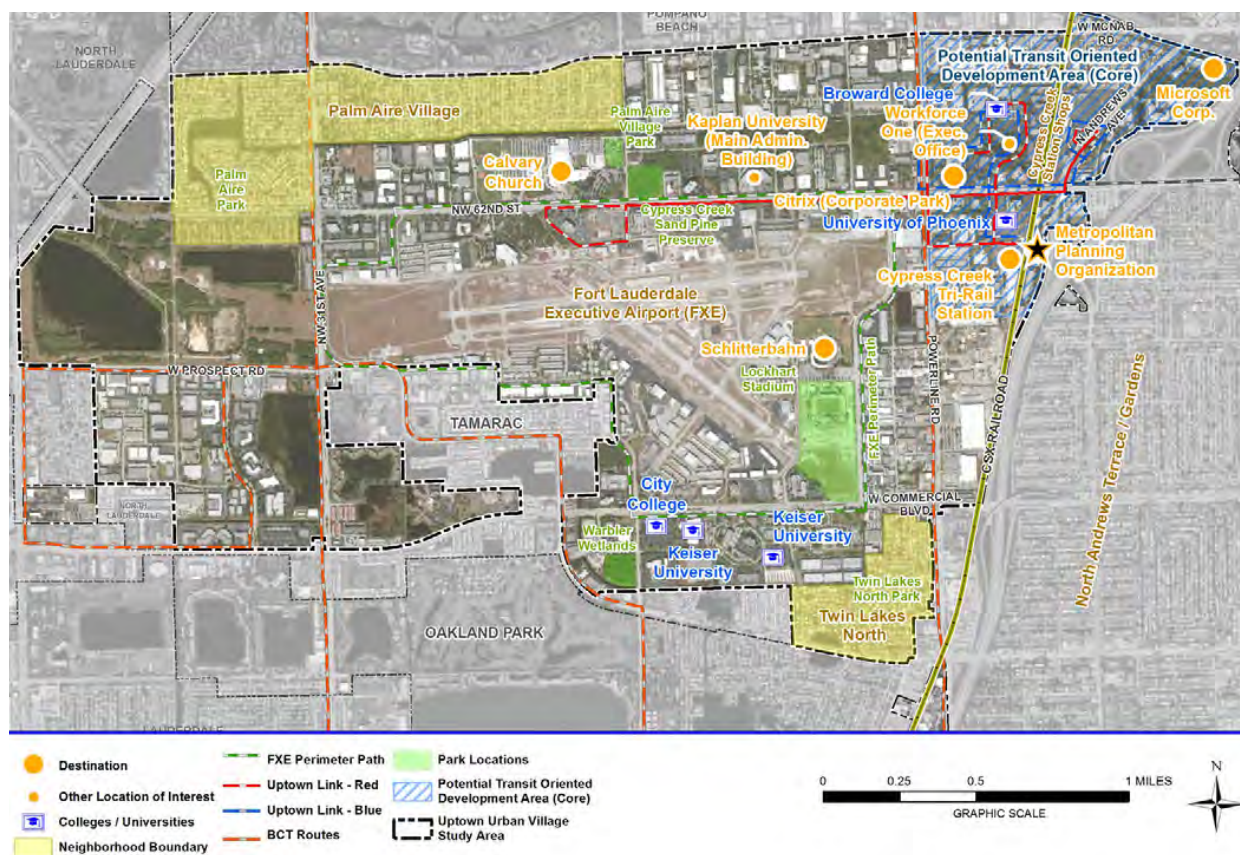 POMPANO
BEACH
NORTH
LAUDERDALE
W MCNAB
RD
Potential Transit Oriented
Development Area (Core)
Microsoft
Corp.
Palm Aire Village
Broward College
Workforce
One (Exec.
Office)
N ANDREWS
AVE
Cypress Creek
Station Shops
Palm Aire
Village
Park
Kaplan University
(Main Admin.
Building)
Calvary
Church
Palm
Aire
Park
NW 62ND ST
Cypress Creek
Sand Pine
Preserve
Citrix (Corporate Park)
University of Phoenix
Metropolitan
Planning
Organization
Cypress Creek
Tri-Rail
Station
NW 31ST AVE
Fort Lauderdale
Executive Airport (FXE)
Schlitterbahn
Lockhart
Stadium
FXE Perimeter Path
POWERLINE RD
CSX RAILROAD
W PROSPECT RD
TAMARAC
North Andrews Terrace / Gardens
NORTH
LAUDERDALE
City
College
W COMMERCIAL
BLVD
Warbler
Wetlands
Keiser
University
Keiser
University
Twin Lakes
North Park
Twin Lakes
North
OAKLAND PARK
LAUDERDALE
Destination
Other Location of Interest
Colleges / Universities
Neighborhood Boundary
FXE Perimeter Path
Uptown Link - Red
Uptown Link - Blue
BCT Routes
Park Locations
Potential Transit Oriented
Development Area (Core)
Uptown Urban Village
Study Area
0 0.25 0.5 1 MILES
GRAPHIC SCALE
N